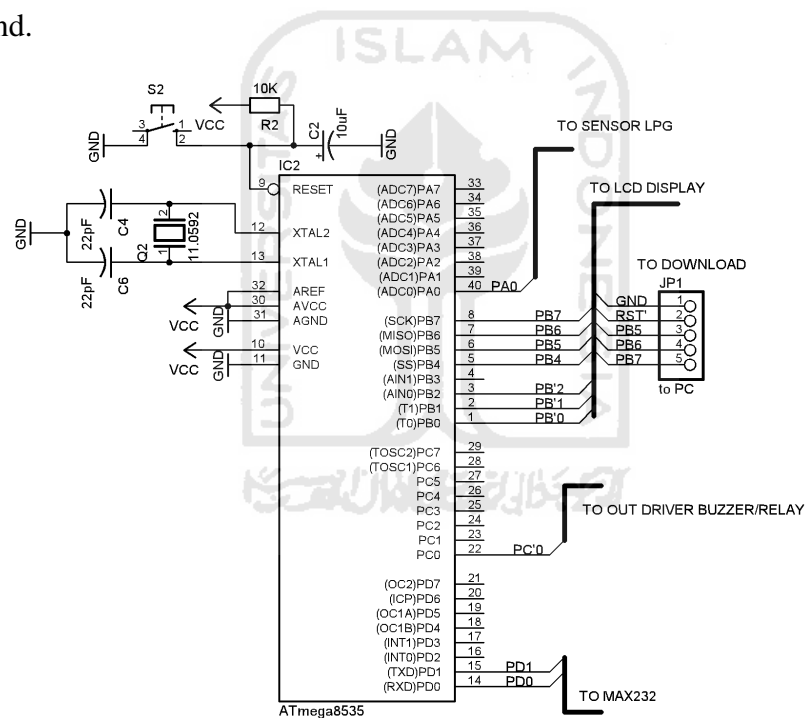 nd.
ISLAM
UNIVERSITAS
INDONESIA
S2
3 1
4 2
GND
VCC
10K
R2
C2
10uF
+
GND
IC2
GND
22pF
C4
22pF
C6
Q2
2
1
11.0592
9 RESET
12 XTAL2
13 XTAL1
32 AREF
30 AVCC
31 AGND
VCC
GND
10 VCC
11 GND
VCC
GND
(ADC7)PA7 33
(ADC6)PA6 34
(ADC5)PA5 35
(ADC4)PA4 36
(ADC3)PA3 37
(ADC2)PA2 38
(ADC1)PA1 39
(ADC0)PA0 40 PA0
(SCK)PB7 8 PB7
(MISO)PB6 7 PB6
(MOSI)PB5 6 PB5
(SS)PB4 5 PB4
(AIN1)PB3 4
(AIN0)PB2 3 PB'2
(T1)PB1 2 PB'1
(T0)PB0 1 PB'0
(TOSC2)PC7 29
(TOSC1)PC6 28
PC5 27
PC4 26
PC3 25
PC2 24
PC1 23
PC0 22 PC'0
(OC2)PD7 21
(ICP)PD6 20
(OC1A)PD5 19
(OC1B)PD4 18
(INT1)PD3 17
(INT0)PD2 16
(TXD)PD1 15 PD1
(RXD)PD0 14 PD0
ATmega8535
TO SENSOR LPG
TO LCD DISPLAY
TO DOWNLOAD
JP1
GND 1
RST' 2
PB5 3
PB6 4
PB7 5
to PC
TO OUT DRIVER BUZZER/RELAY
TO MAX232